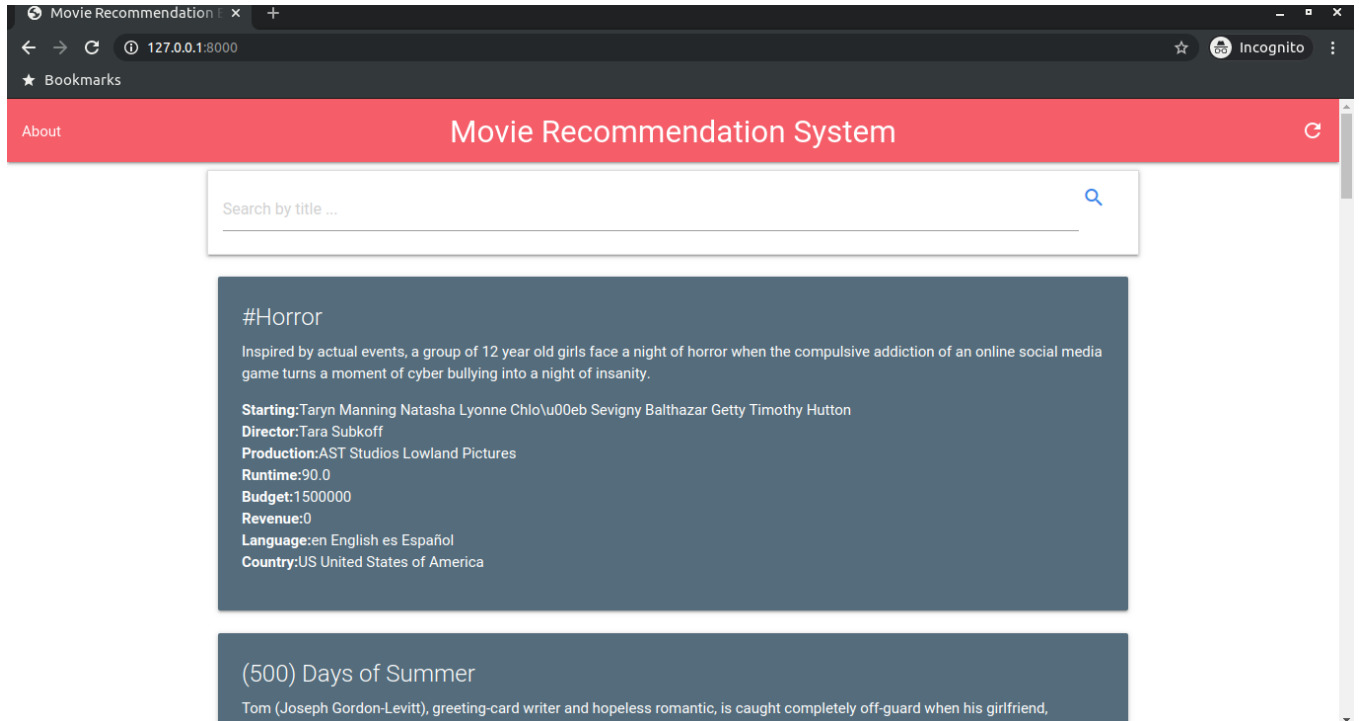 Movie Recommendation
127.0.0.1:8000
Incognito
Bookmarks
About
Movie Recommendation System
Search by title ...
#Horror
Inspired by actual events, a group of 12 year old girls face a night of horror when the compulsive addiction of an online social media
game turns a moment of cyber bullying into a night of insanity.
Starting:Taryn Manning Natasha Lyonne Chlo\u00eb Sevigny Balthazar Getty Timothy Hutton
Director:Tara Subkoff
Production:AST Studios Lowland Pictures
Runtime:90.0
Budget:1500000
Revenue:0
Language:en English es Español
Country:US United States of America
(500) Days of Summer
Tom (Joseph Gordon-Levitt), greeting-card writer and hopeless romantic, is caught completely off-guard when his girlfriend,